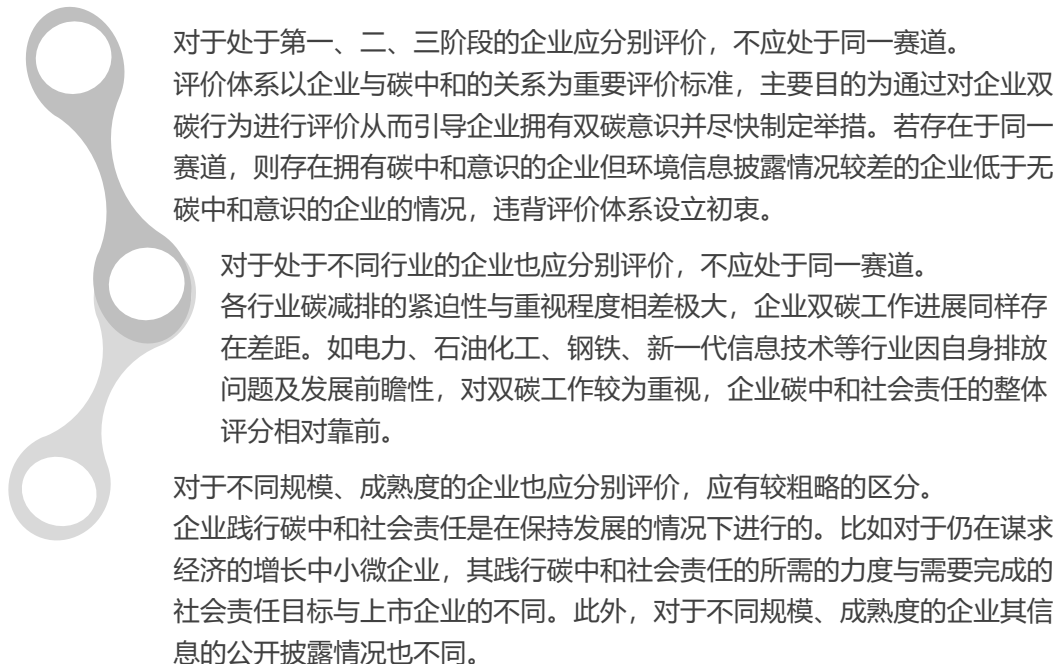 对于处于第一、二、三阶段的企业应分别评价，不应处于同一赛道。
评价体系以企业与碳中和的关系为重要评价标准，主要目的为通过对企业双
碳行为进行评价从而引导企业拥有双碳意识并尽快制定举措。若存在于同一
赛道，则存在拥有碳中和意识的企业但环境信息披露情况较差的企业低于无
碳中和意识的企业的情况，违背评价体系设立初衷。
对于处于不同行业的企业也应分别评价，不应处于同一赛道。
各行业碳减排的紧迫性与重视程度相差极大，企业双碳工作进展同样存
在差距。如电力、石油化工、钢铁、新一代信息技术等行业因自身排放
问题及发展前瞻性，对双碳工作较为重视，企业碳中和社会责任的整体
评分相对靠前。
对于不同规模、成熟度的企业也应分别评价，应有较粗略的区分。
企业践行碳中和社会责任是在保持发展的情况下进行的。比如对于仍在谋求
经济的增长中小微企业，其践行碳中和社会责任的所需的力度与需要完成的
社会责任目标与上市企业的不同。此外，对于不同规模、成熟度的企业其信
息的公开披露情况也不同。